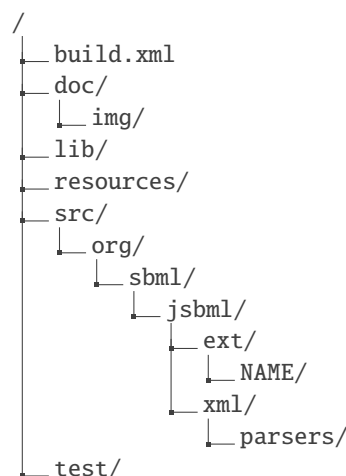 /
build.xml
doc/
img/
lib/
resources/
src/
org/
sbml/
jsbml/
ext/
NAME/
xml/
parsers/
test/